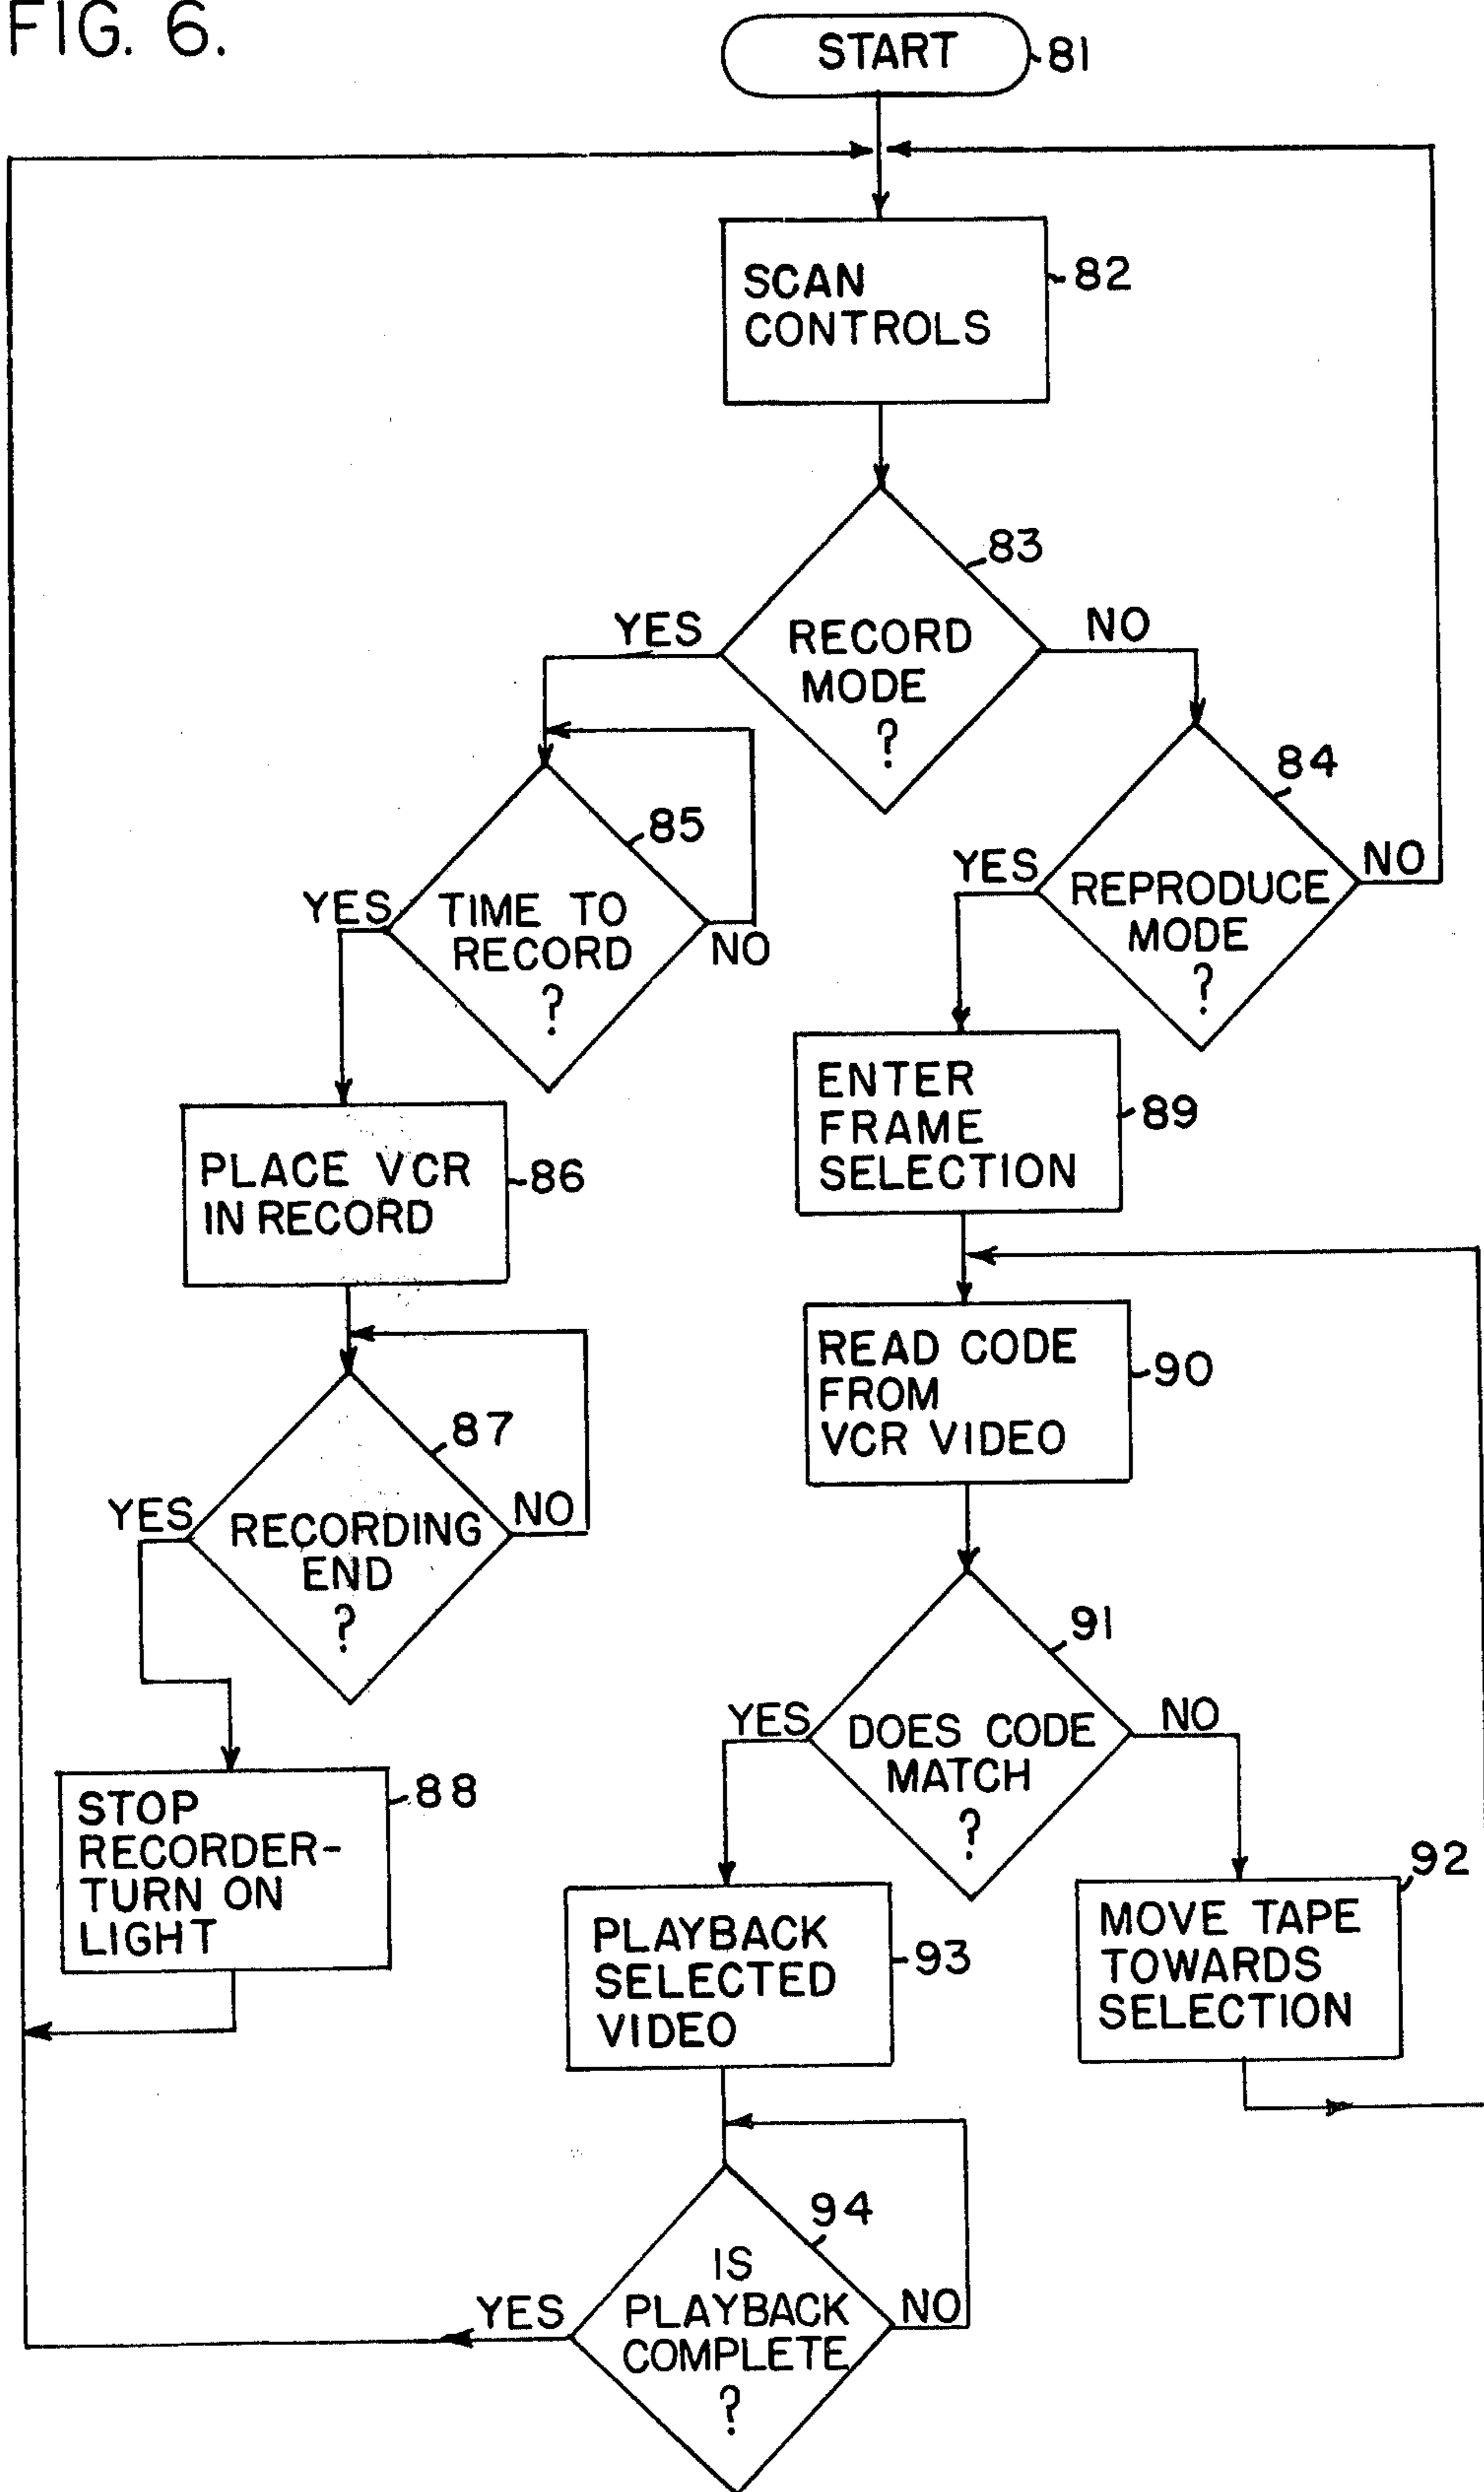 FIG. 6.
START
81
SCAN
CONTROLS
82
83
YES
RECORD
MODE
?
NO
84
85
YES
REPRODUCE
MODE
?
NO
YES
TIME TO
RECORD
?
NO
ENTER
FRAME
SELECTION
89
PLACE VCR
IN RECORD
86
READ CODE
FROM
VCR VIDEO
90
87
YES
RECORDING
END
?
NO
91
YES
DOES CODE
MATCH
?
NO
STOP
RECORDER-
TURN ON
LIGHT
88
92
MOVE TAPE
TOWARDS
SELECTION
PLAYBACK
SELECTED
VIDEO
93
94
YES
IS
PLAYBACK
COMPLETE
?
NO